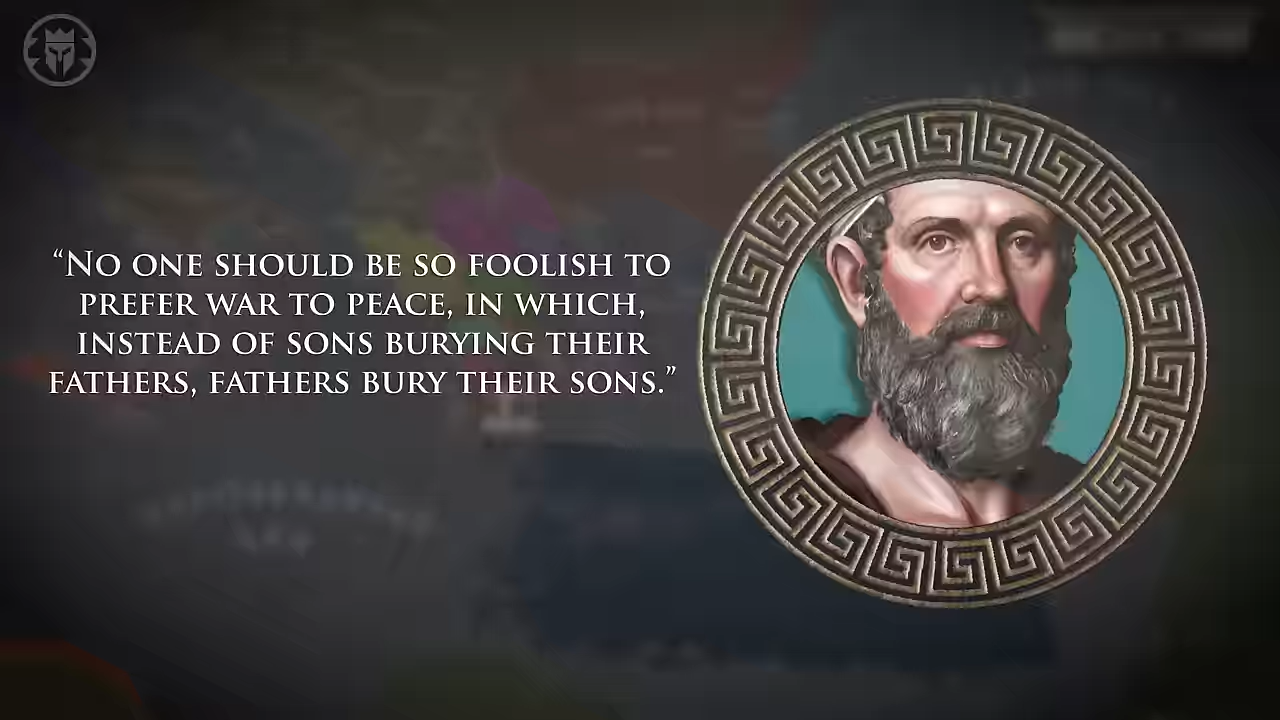 “No one should be so foolish to
prefer war to peace, in which,
instead of sons burying their
fathers, fathers bury their sons.”